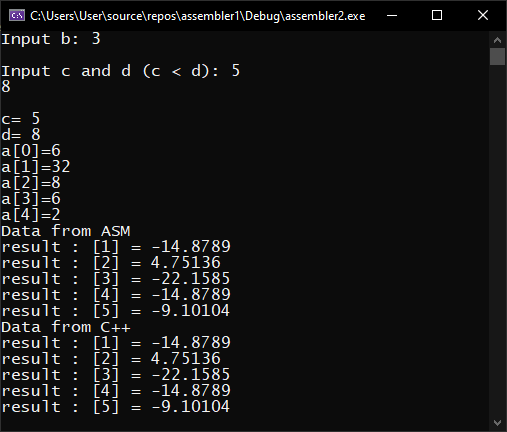 C:\Users\User\source\repos\assembler1\Debug\assembler2.exe
Input b: 3
Input c and d (c < d): 5
8
c= 5
d= 8
a[0]=6
a[1]=32
a[2]=8
a[3]=6
a[4]=2
Data from ASM
result : [1] = -14.8789
result : [2] = 4.75136
result : [3] = -22.1585
result : [4] = -14.8789
result : [5] = -9.10104
Data from C++
result : [1] = -14.8789
result : [2] = 4.75136
result : [3] = -22.1585
result : [4] = -14.8789
result : [5] = -9.10104